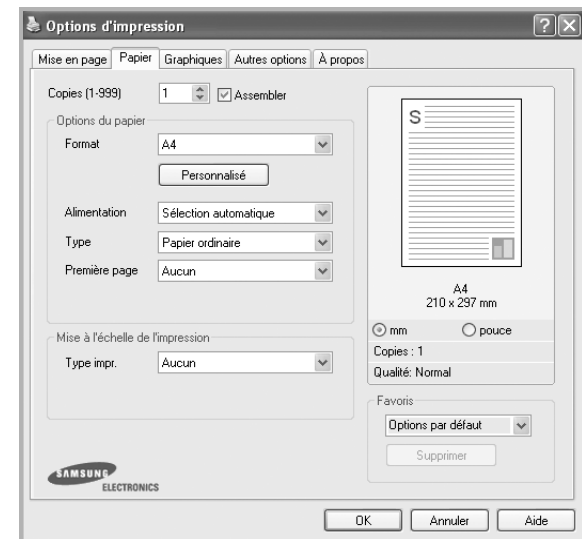 Options d'impression
Mise en page Papier Graphiques Autres options À propos
Copies (1-999) 1 Assembler
Options du papier
Format A4
Personnalisé
Alimentation Sélection automatique
Type Papier ordinaire
Première page Aucun
Mise à l'échelle de l'impression
Type impr. Aucun
SAMSUNG
ELECTRONICS
S
A4
210 x 297 mm
mm pouce
Copies : 1
Qualité: Normal
Favoris
Options par défaut
Supprimer
OK Annuler Aide